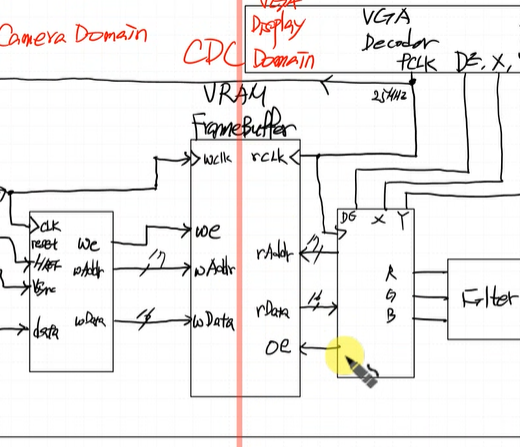 Camera Domain
CDC
VGA
Display
Domain
VGA
Decoder
PCLK
DE, X, Y
25MHz
VRAM
FrameBuffer
wclk
rclk
we
wAddr
wData
rAddr
17
rData
16
OE
CLK
reset
Href
Vsync
data
we
wAddr
17
wData
16
DE X Y
R
G
B
Filter